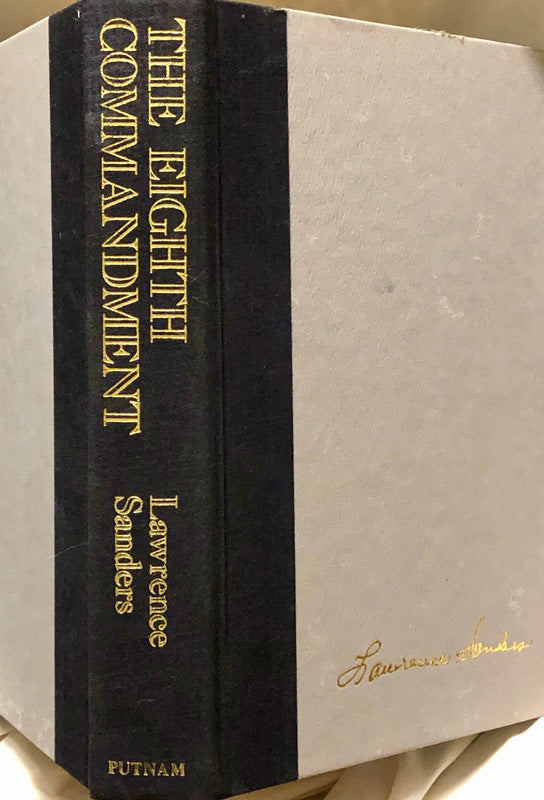 THE EIGHTH
COMMANDMENT
Lawrence
Sanders
PUTNAM
Lawrence Sanders